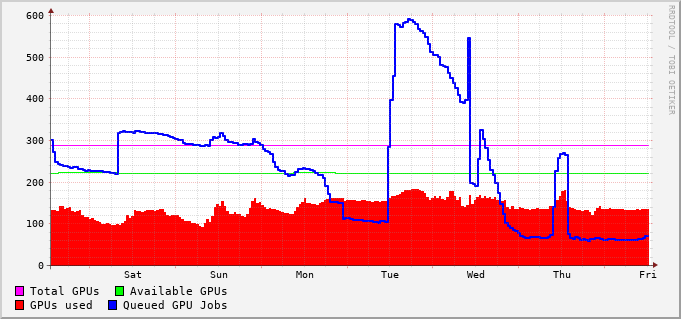 RRDTOOL / TOBI OETIKER
600
500
400
300
200
100
0
Sat Sun Mon Tue Wed Thu Fri
Total GPUs Available GPUs
GPUs used Queued GPU Jobs